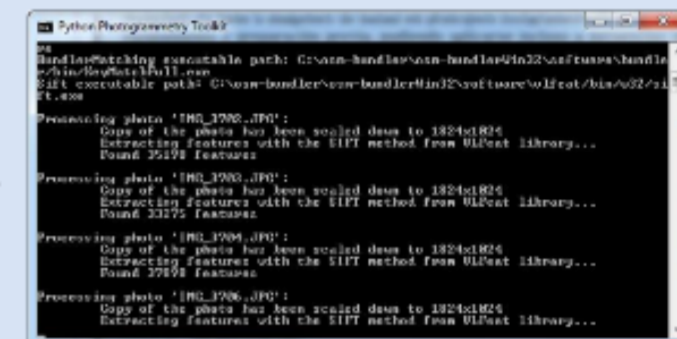 Python Photogrammetry Toolkit
BundlerMatching executable path: C:\osm-bundler\osm-bundlerWin32\software\bundle
r/bin/KeyMatchFull.exe
Sift executable path: C:\osm-bundler\osm-bundlerWin32\software\vlfeat/bin/w32/si
ft.exe
Processing photo 'IMG_3702.JPG':
Copy of the photo has been scaled down to 1024x1024
Extracting features with the SIFT method from VLFeat library...
Found features
Processing photo 'IMG_3703.JPG':
Copy of the photo has been scaled down to 1024x1024
Extracting features with the SIFT method from VLFeat library...
Found 33275 features
Processing photo 'IMG_3704.JPG':
Copy of the photo has been scaled down to 1024x1024
Extracting features with the SIFT method from VLFeat library...
Found features
Processing photo 'IMG_3706.JPG':
Copy of the photo has been scaled down to 1024x1024
Extracting features with the SIFT method from VLFeat library...